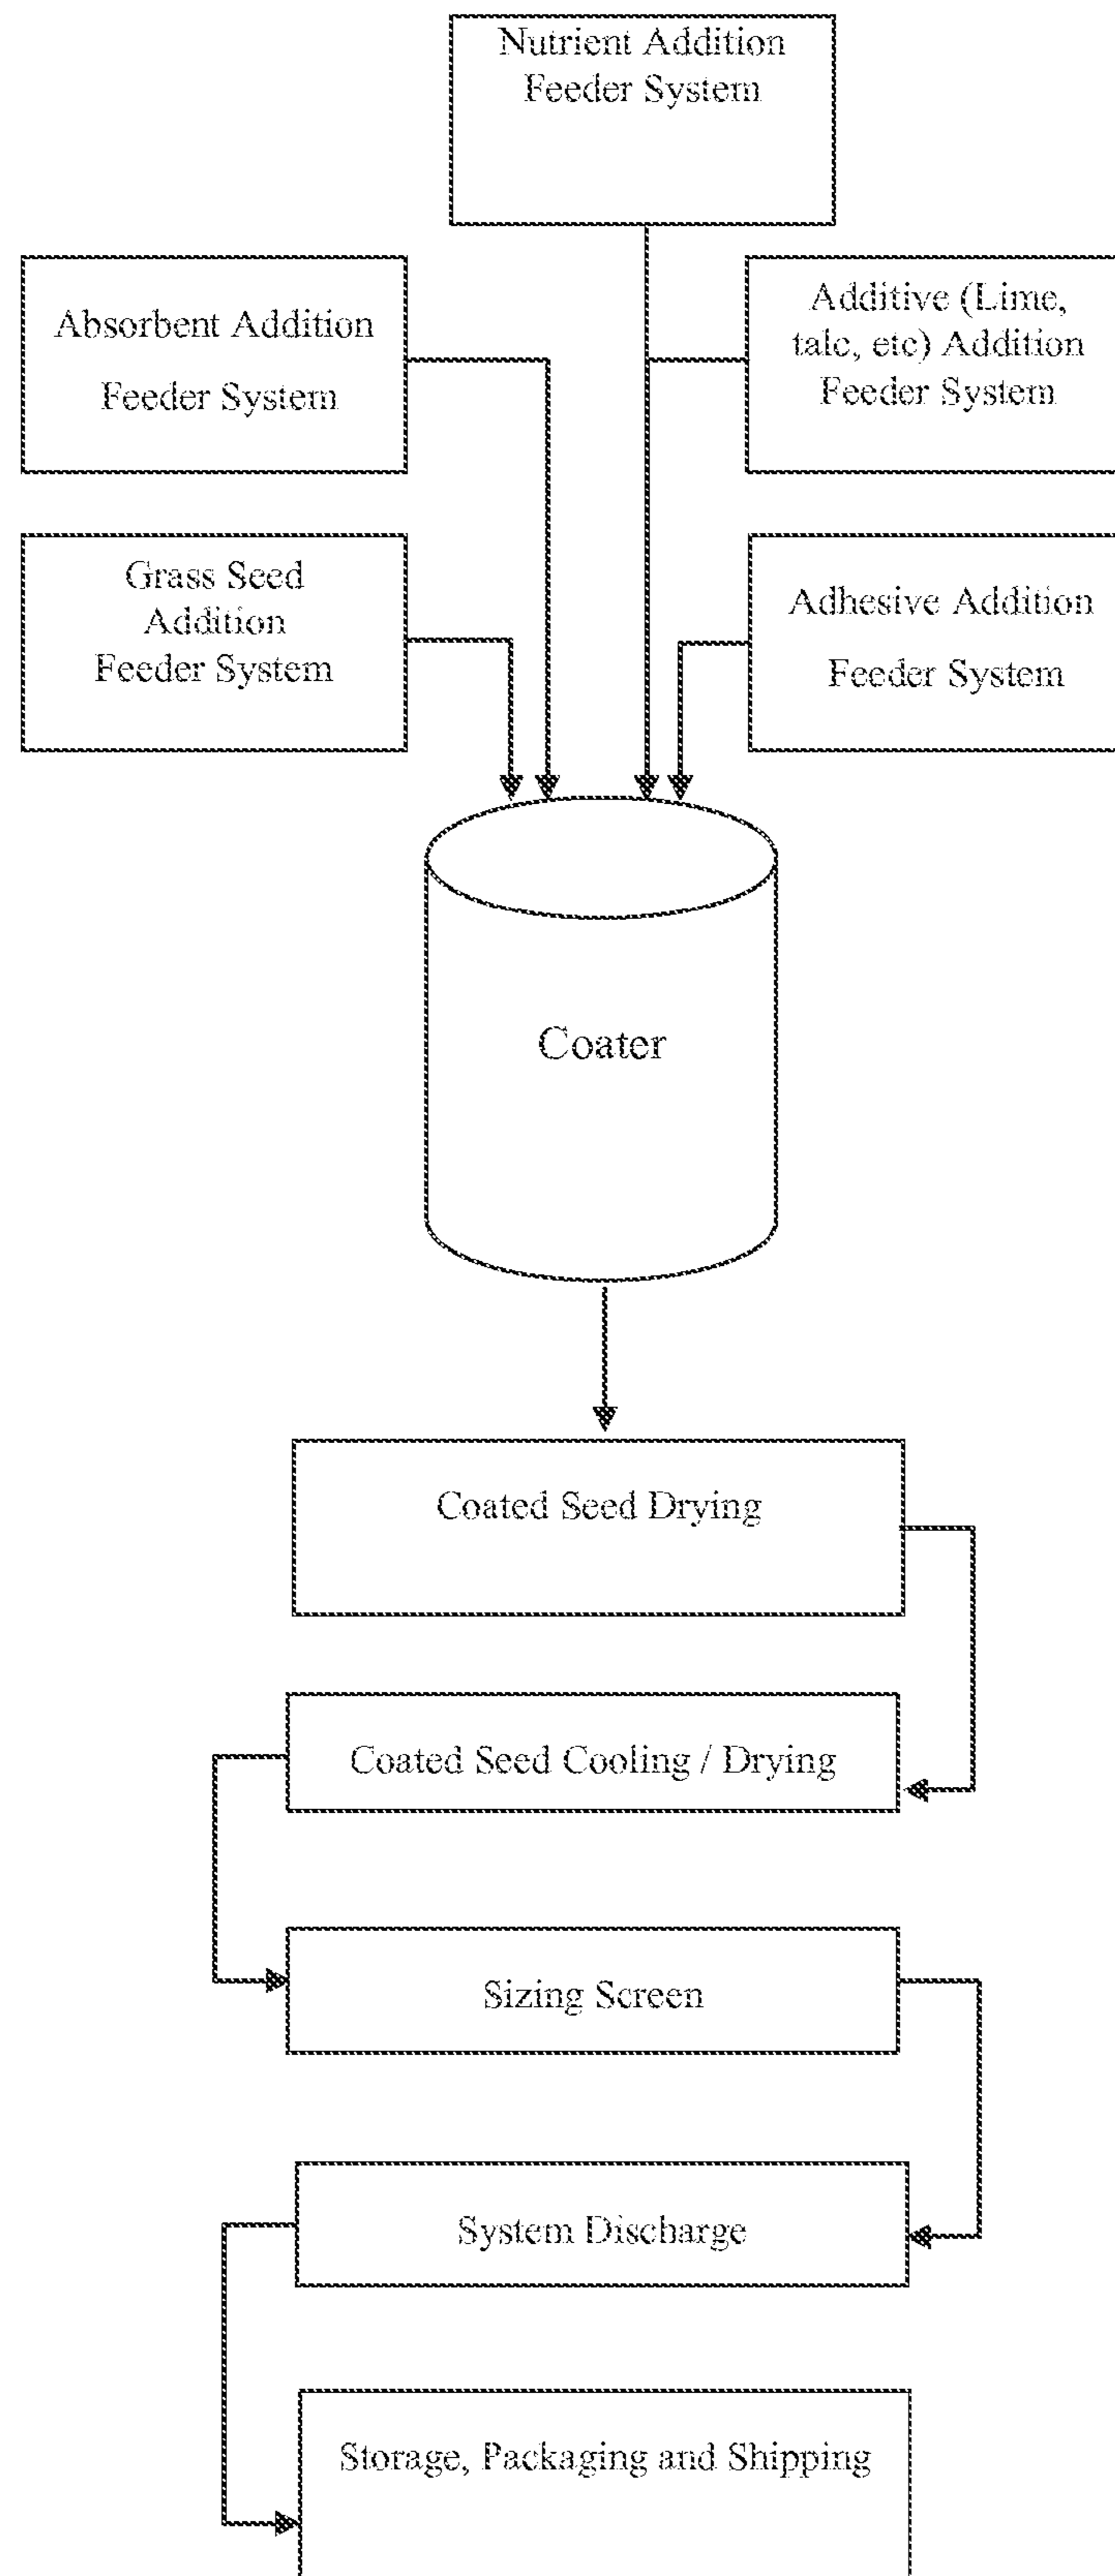 Nutrient Addition
Feeder System
Absorbent Addition
Feeder System
Additive (Lime,
talc, etc) Addition
Feeder System
Grass Seed
Addition
Feeder System
Adhesive Addition
Feeder System
Coater
Coated Seed Drying
Coated Seed Cooling / Drying
Sizing Screen
System Discharge
Storage, Packaging and Shipping